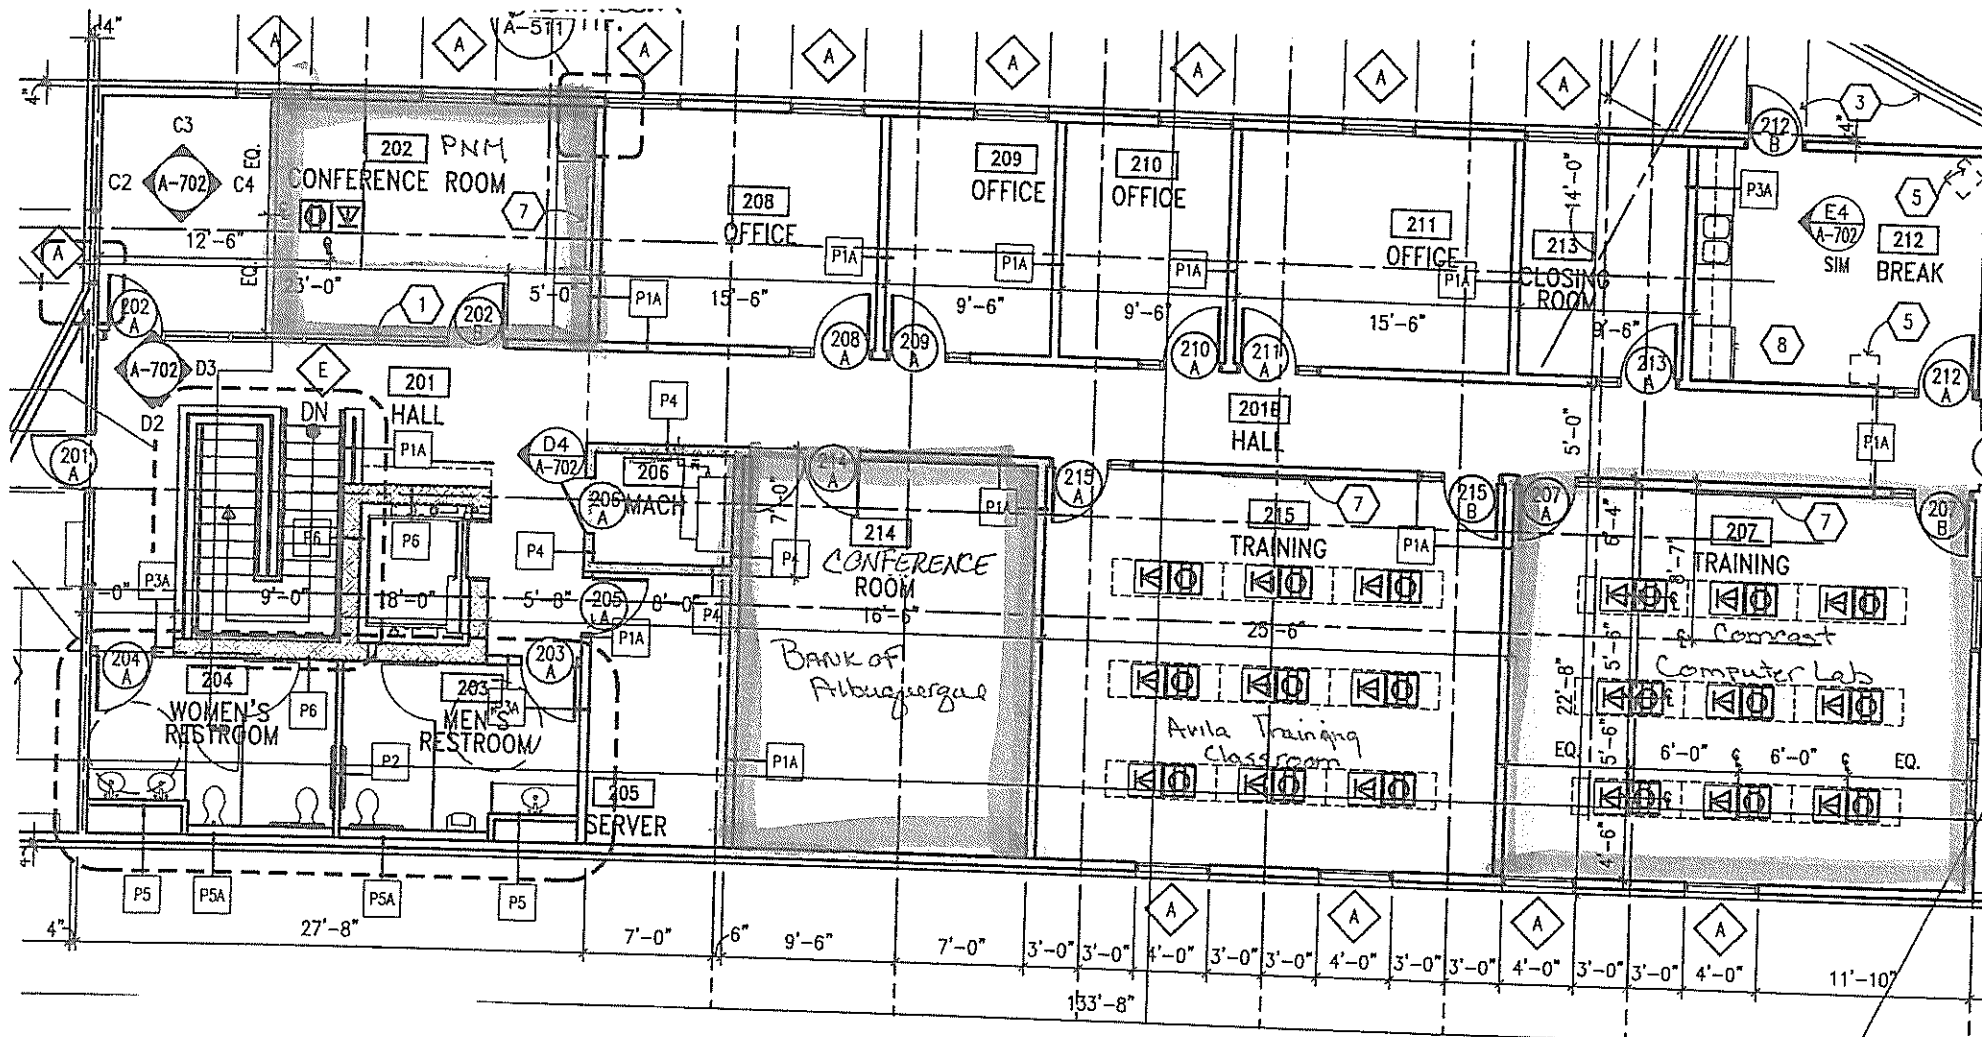 4"
A-511
A
A
A
A
A
A
A
A
4"
C3
C2
A-702
C4
EQ.
EQ.
202
PNM
CONFERENCE ROOM
7
12'-6"
A
1
5'-0
202
A
202
B
208
OFFICE
P1A
15'-6"
P1A
208
A
209
OFFICE
P1A
9'-6"
209
A
210
OFFICE
P1A
9'-6"
210
A
211
OFFICE
P1A
15'-6"
211
A
14'-0"
213
CLOSING
ROOM
9'-6"
213
A
212
B
3
4"
P3A
E4
A-702
SIM
5
212
BREAK
5
8
212
A
A-702
D3
D2
E
DN
201
HALL
P1A
P4
201B
HALL
5'-0"
P1A
201
A
D4
A-702
206
MACH
206
A
P6
P6
P4
P4
P3A
9'-0"
8'-0"
5'-8"
205
A
8'-0"
P4
P1A
214
A
7'-0"
P1A
214
CONFERENCE
ROOM
16'-6"
BANK OF
Albuquerque
P1A
215
A
215
TRAINING
7
215
B
P1A
25'-6"
Avila Training
Classroom
207
A
6'-4"
8'-7"
207
TRAINING
7
207
B
Comcast
Computer Lab
22'-8"
5'-6"
5'-6"
EQ.
6'-0"
6'-0"
EQ.
4'-6"
204
A
204
WOMEN'S
RESTROOM
P6
203
A
203
P3A
MEN'S
RESTROOM
P2
205
SERVER
P5
P5A
P5A
P5
A
A
A
A
4"
27'-8"
7'-0"
6"
9'-6"
7'-0"
3'-0"
3'-0"
4'-0"
3'-0"
3'-0"
4'-0"
3'-0"
3'-0"
4'-0"
3'-0"
3'-0"
4'-0"
11'-10"
133'-8"